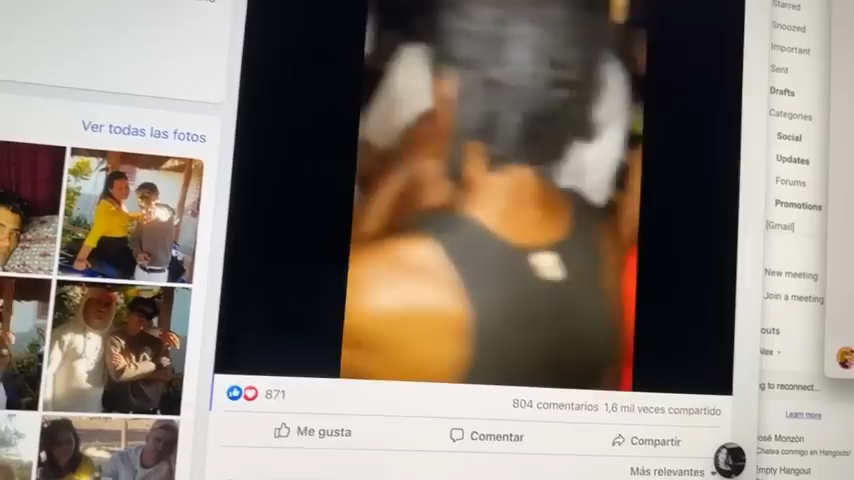 Ver todas las fotos
871
804 comentarios 1,6 mil veces compartido
Me gusta
Comentar
Compartir
Más relevantes
Starred
Snoozed
Important
Sent
Drafts
Categories
Social
Updates
Forums
Promotions
[Gmail]
New meeting
Join a meeting
outs
g to reconnect...
Learn more
José Monzón
Chatea conmigo en Hangouts!
Empty Hangout